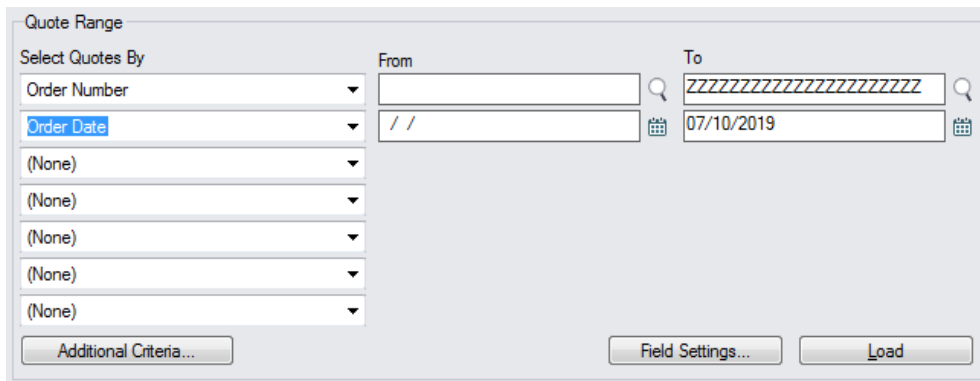 Quote Range
Select Quotes By From To
Order Number ZZZZZZZZZZZZZZZZZZZZZZ
Order Date / / 07/10/2019
(None)
(None)
(None)
(None)
(None)
Additional Criteria... Field Settings... Load